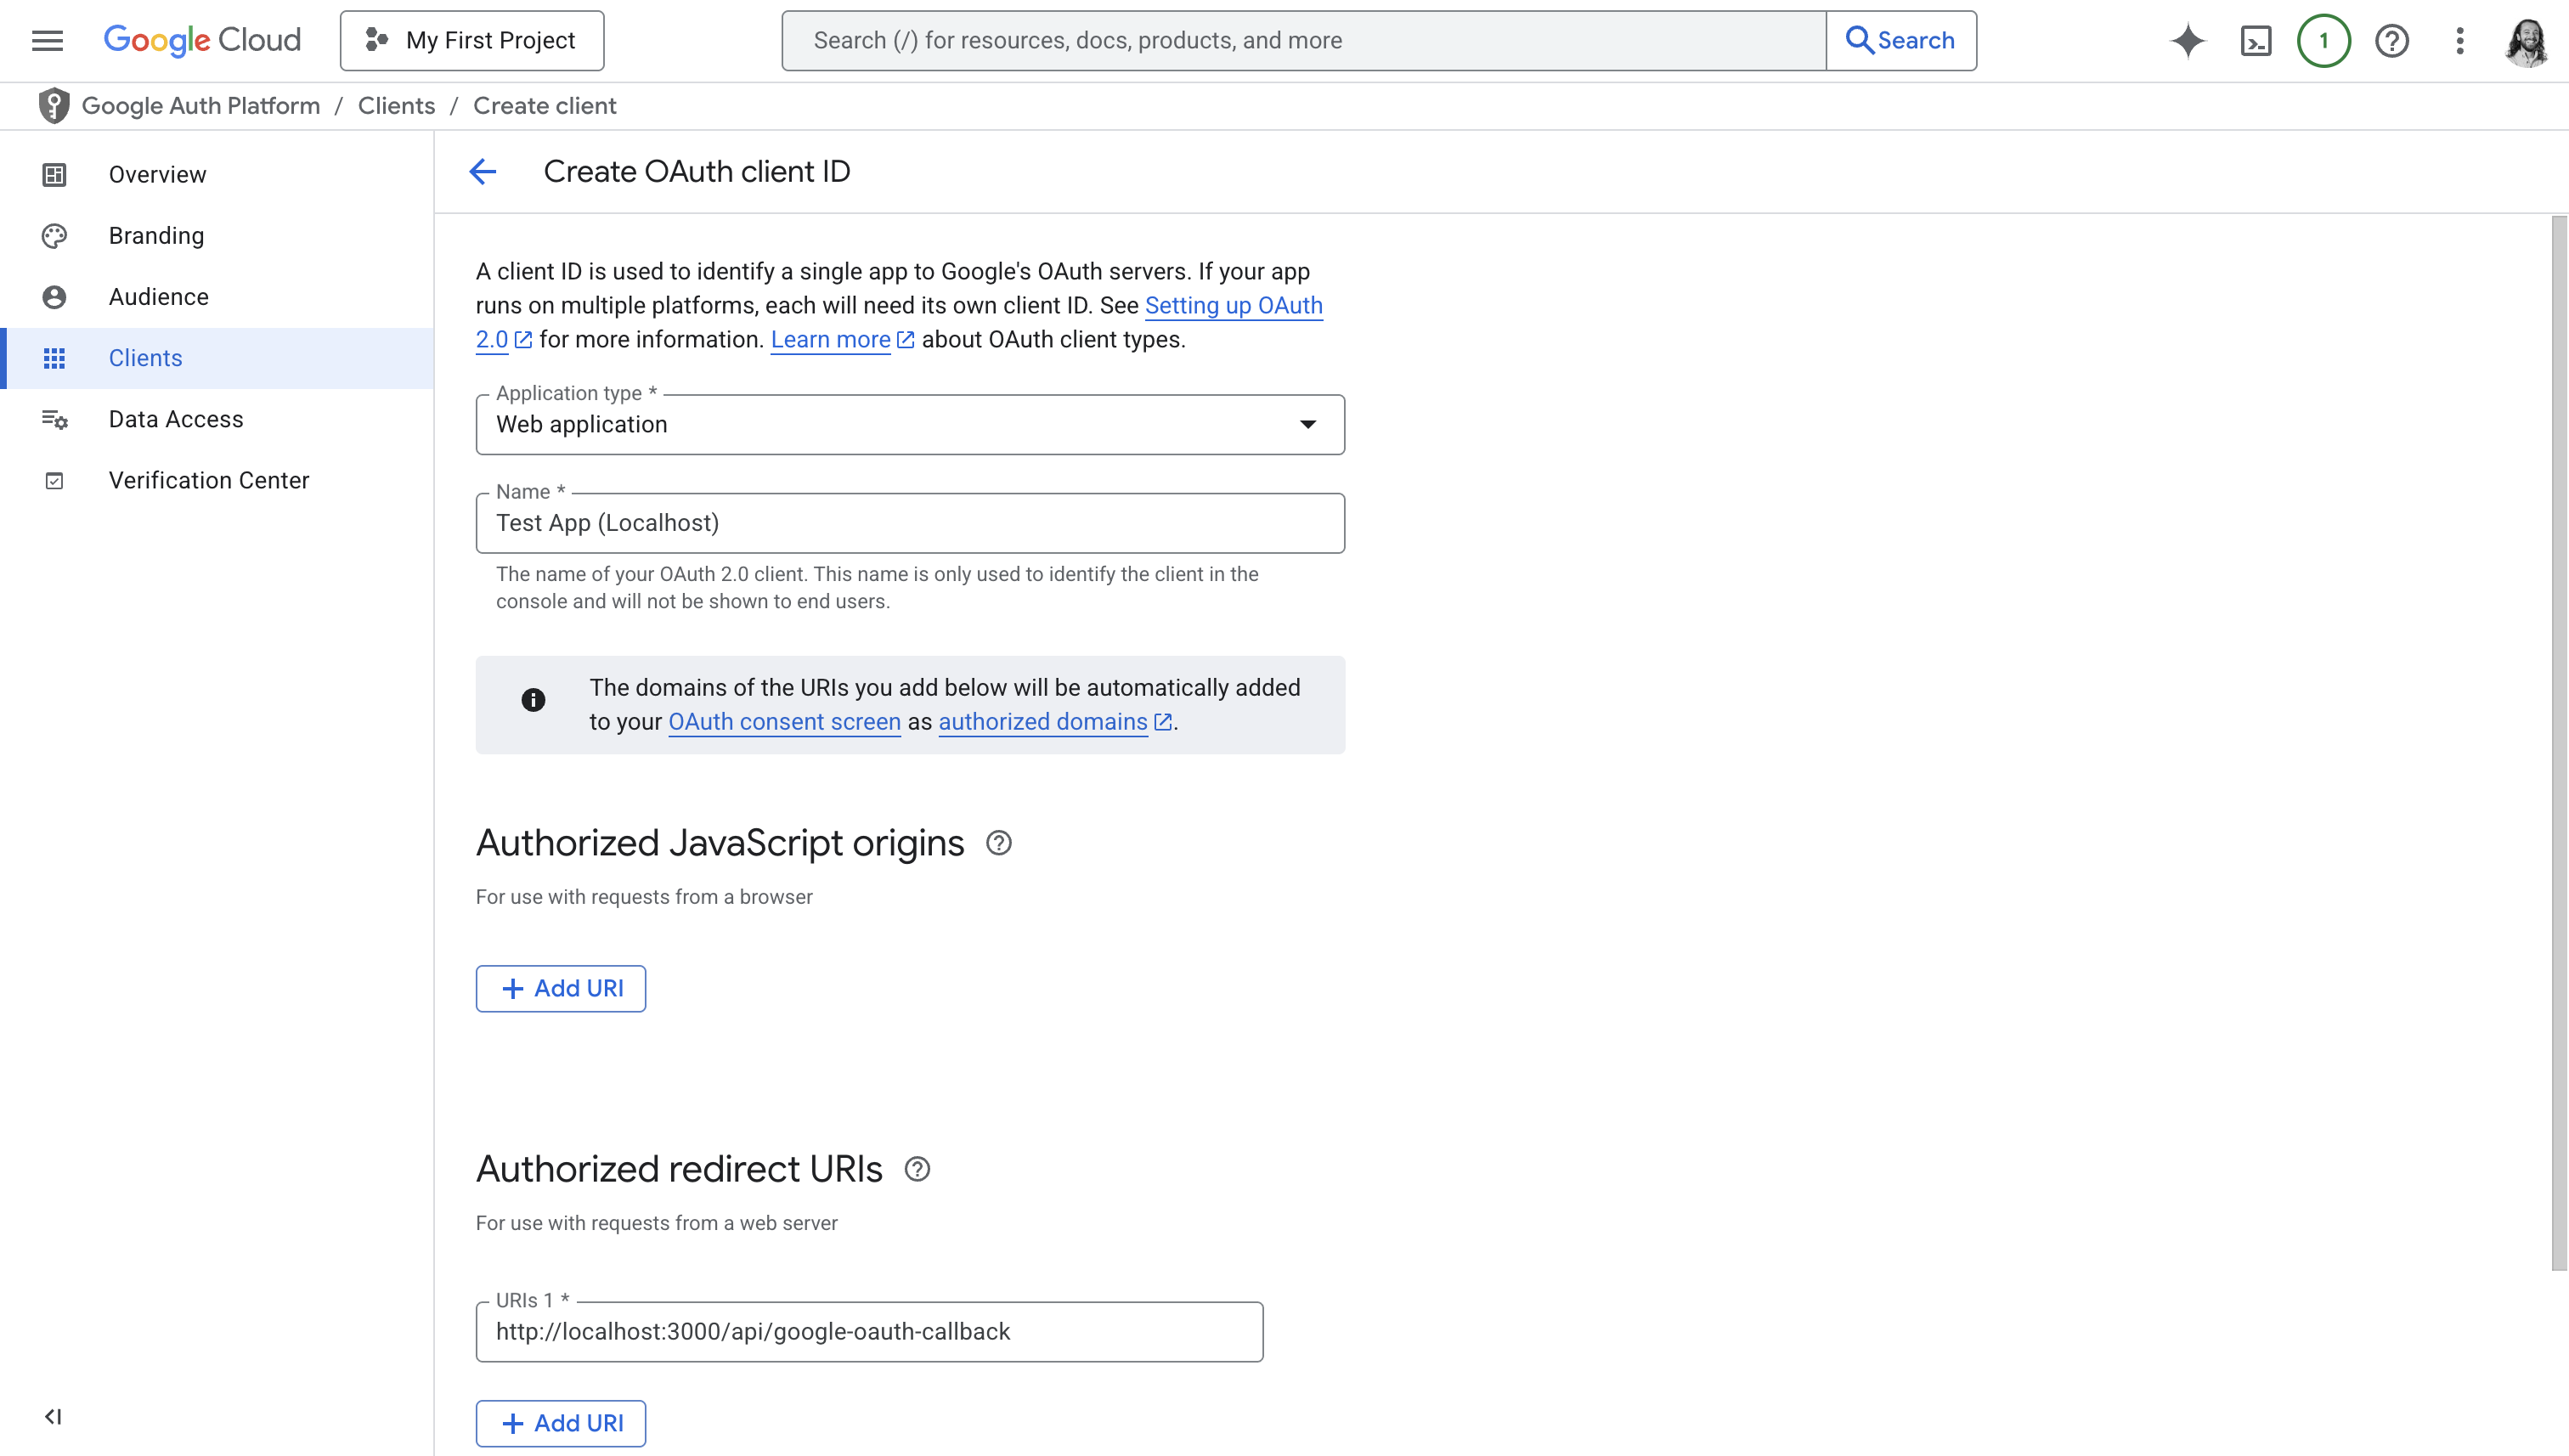 Google Cloud
My First Project
Search (/) for resources, docs, products, and more
Search
1
Google Auth Platform / Clients / Create client
Overview
Branding
Audience
Clients
Data Access
Verification Center
Create OAuth client ID
A client ID is used to identify a single app to Google's OAuth servers. If your app
runs on multiple platforms, each will need its own client ID. See Setting up OAuth
2.0 for more information. Learn more about OAuth client types.
Application type *
Web application
Name *
Test App (Localhost)
The name of your OAuth 2.0 client. This name is only used to identify the client in the
console and will not be shown to end users.
The domains of the URIs you add below will be automatically added
to your OAuth consent screen as authorized domains.
Authorized JavaScript origins
For use with requests from a browser
+ Add URI
Authorized redirect URIs
For use with requests from a web server
URIs 1 *
http://localhost:3000/api/google-oauth-callback
+ Add URI